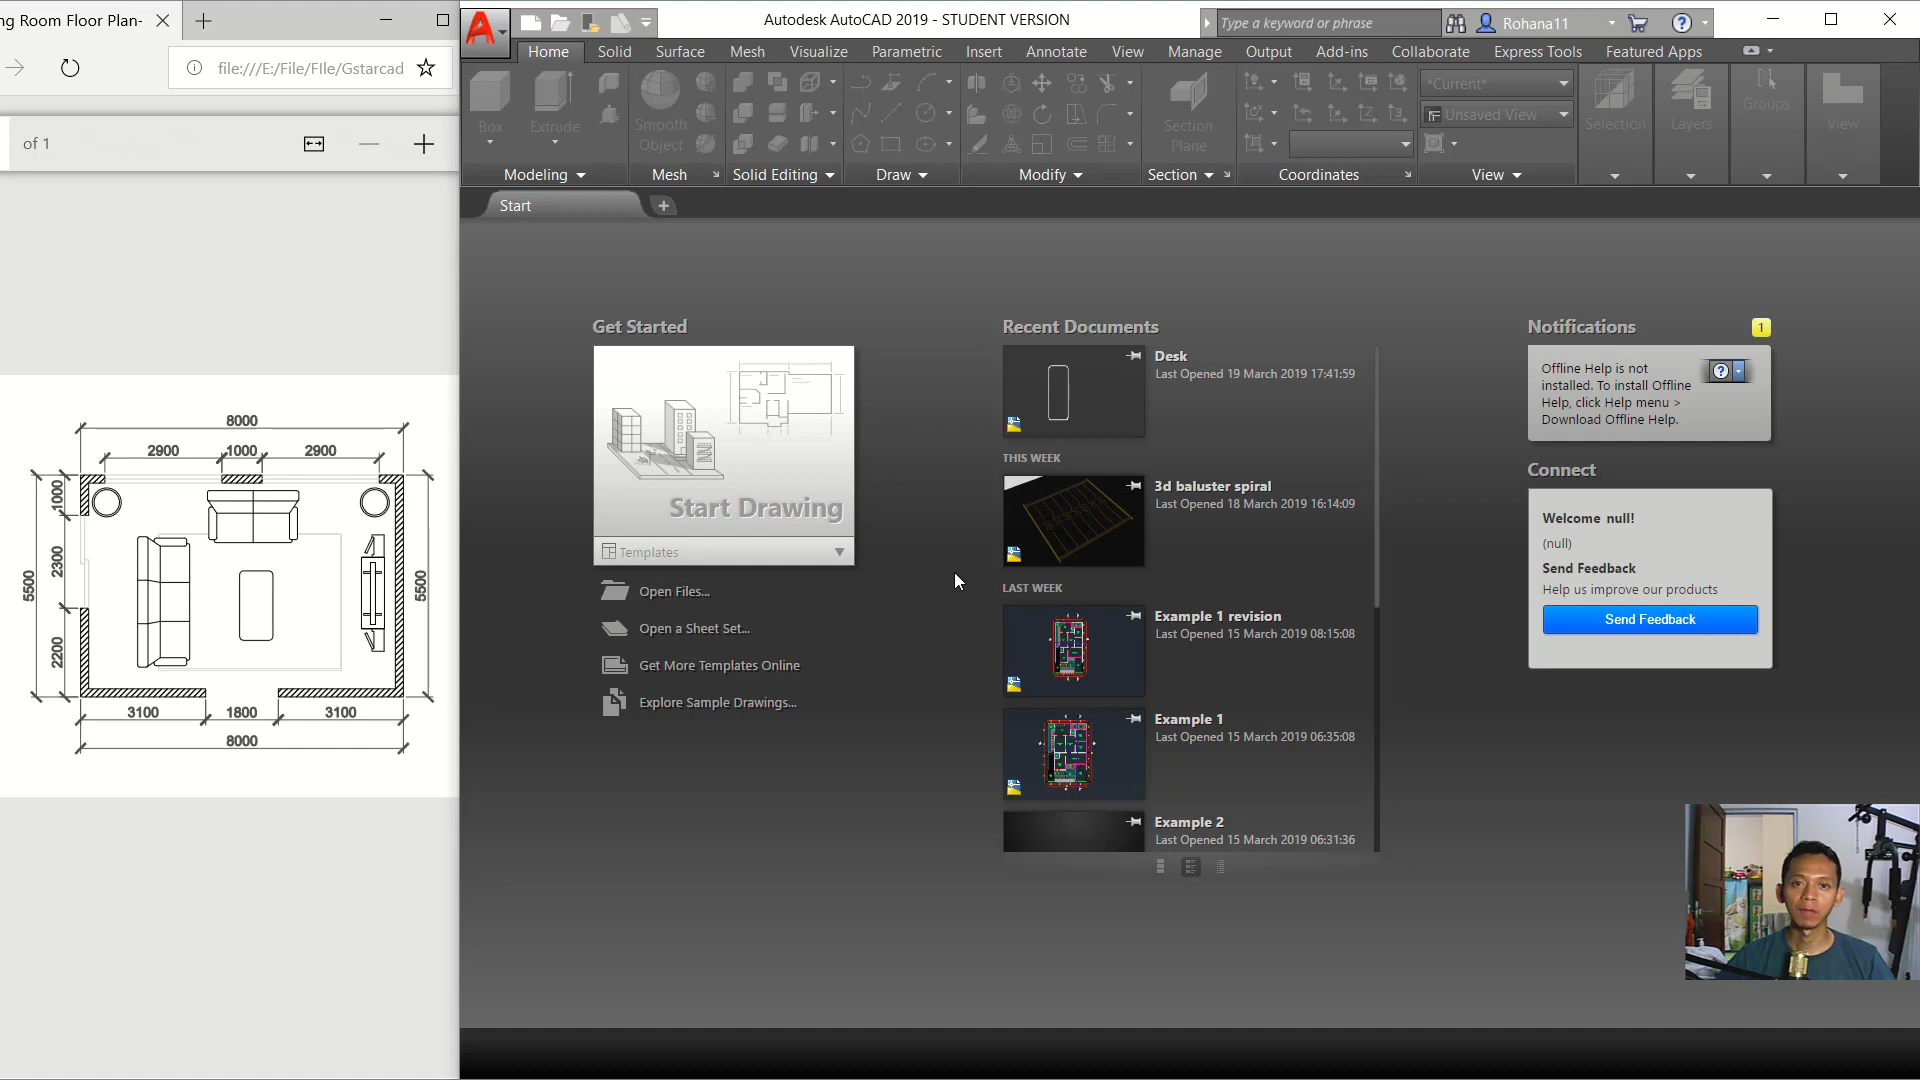 ng Room Floor Plan-
file:///E:/File/FIle/Gstarcad
of 1
8000
2900 1000 2900
1000
2300
5500
2200
5500
3100 1800 3100
8000
Autodesk AutoCAD 2019 - STUDENT VERSION
Type a keyword or phrase
Rohana11
Home Solid Surface Mesh Visualize Parametric Insert Annotate View Manage Output Add-ins Collaborate Express Tools Featured Apps
Box
Extrude
Smooth
Object
Section
Plane
*Current*
Unsaved View
Selection
Layers
Groups
View
Modeling Mesh Solid Editing Draw Modify Section Coordinates View
Start
Get Started
Start Drawing
Templates
Open Files...
Open a Sheet Set...
Get More Templates Online
Explore Sample Drawings...
Recent Documents
Desk
Last Opened 19 March 2019 17:41:59
THIS WEEK
3d baluster spiral
Last Opened 18 March 2019 16:14:09
LAST WEEK
Example 1 revision
Last Opened 15 March 2019 08:15:08
Example 1
Last Opened 15 March 2019 06:35:08
Example 2
Last Opened 15 March 2019 06:31:36
Notifications
1
Offline Help is not
installed. To install Offline
Help, click Help menu >
Download Offline Help.
Connect
Welcome null!
(null)
Send Feedback
Help us improve our products
Send Feedback